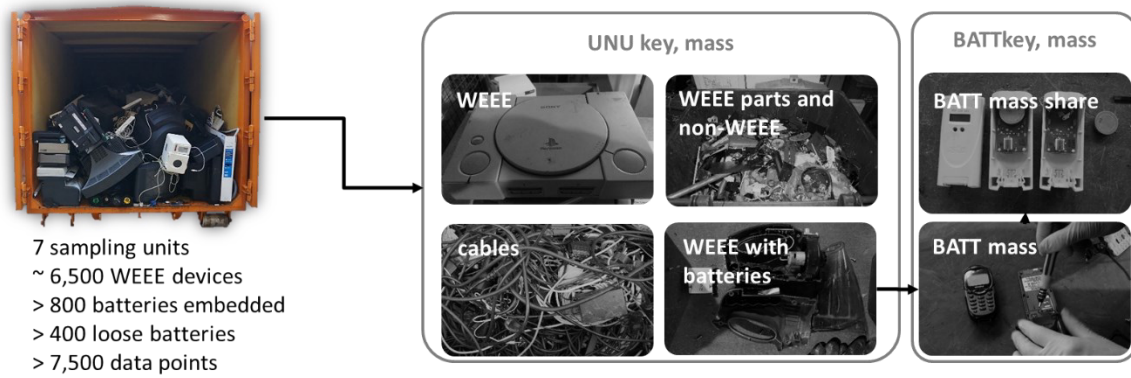 UNU key, mass
BATTkey, mass
WEEE
WEEE parts and
non-WEEE
BATT mass share
SONY
cables
WEEE with
batteries
BATT mass
7 sampling units
~ 6,500 WEEE devices
> 800 batteries embedded
> 400 loose batteries
> 7,500 data points